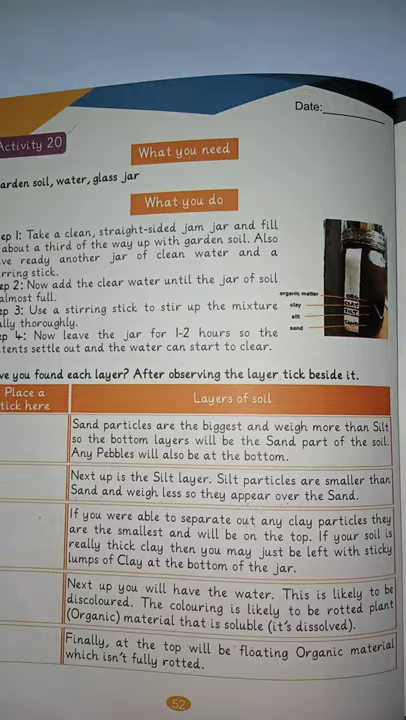 Date:
Activity 20
What you need
arden soil, water, glass jar
What you do
ep 1: Take a clean, straight-sided jam jar and fill
about a third of the way up with garden soil. Also
ve ready another jar of clean water and a
rring stick.
ep 2: Now add the clear water until the jar of soil
almost full.
ep 3: Use a stirring stick to stir up the mixture
ally thoroughly.
ep 4: Now leave the jar for 1-2 hours so the
tents settle out and the water can start to clear.
organic matter
clay
silt
sand
ORG
CLAY
SILT
SAND
ve you found each layer? After observing the layer tick beside it.
Place a
tick here
Layers of soil
Sand particles are the biggest and weigh more than Silt
so the bottom layers will be the Sand part of the soil.
Any Pebbles will also be at the bottom.
Next up is the Silt layer. Silt particles are smaller than
Sand and weigh less so they appear over the Sand.
If you were able to separate out any clay particles they
are the smallest and will be on the top. If your soil is
really thick clay then you may just be left with sticky
lumps of Clay at the bottom of the jar.
Next up you will have the water. This is likely to be
discoloured. The colouring is likely to be rotted plant
(Organic) material that is soluble (it's dissolved).
Finally, at the top will be floating Organic material
which isn't fully rotted.
52